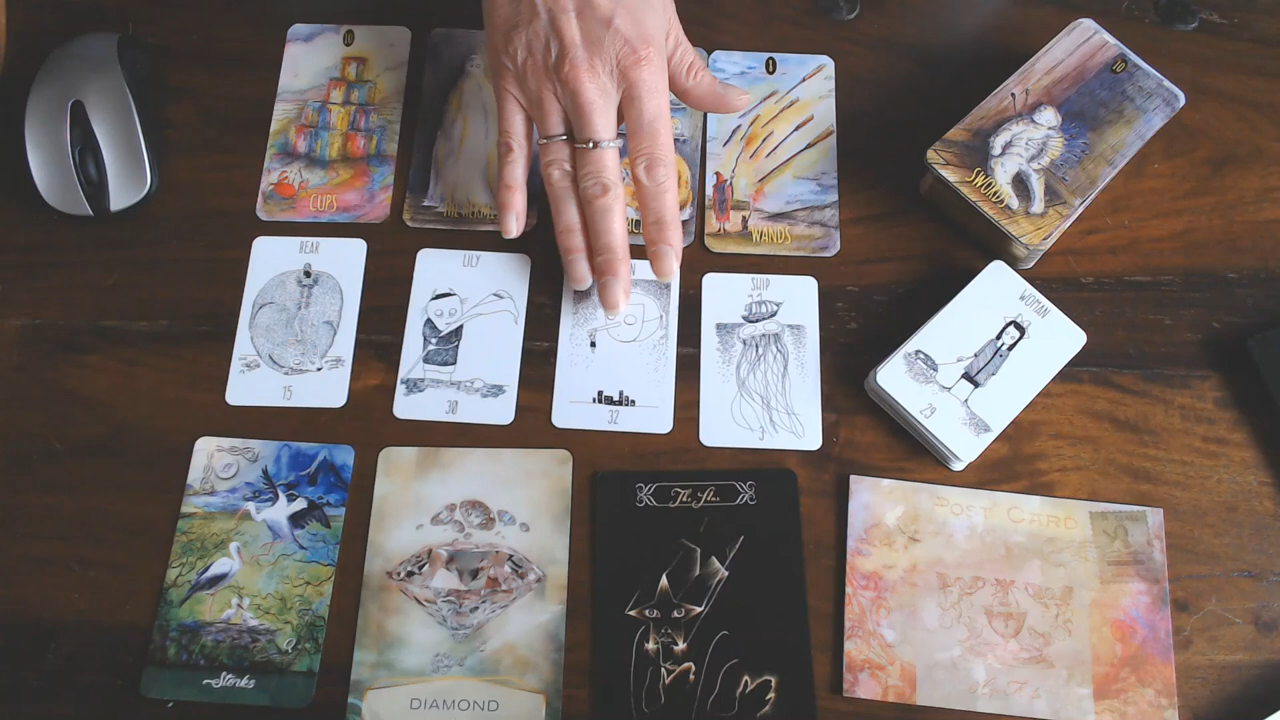 10
CUPS
THE HERMIT
8
WANDS
10
SWORDS
BEAR
15
LILY
30
32
SHIP
3
WOMAN
29
Storks
DIAMOND
The Star
POST CARD